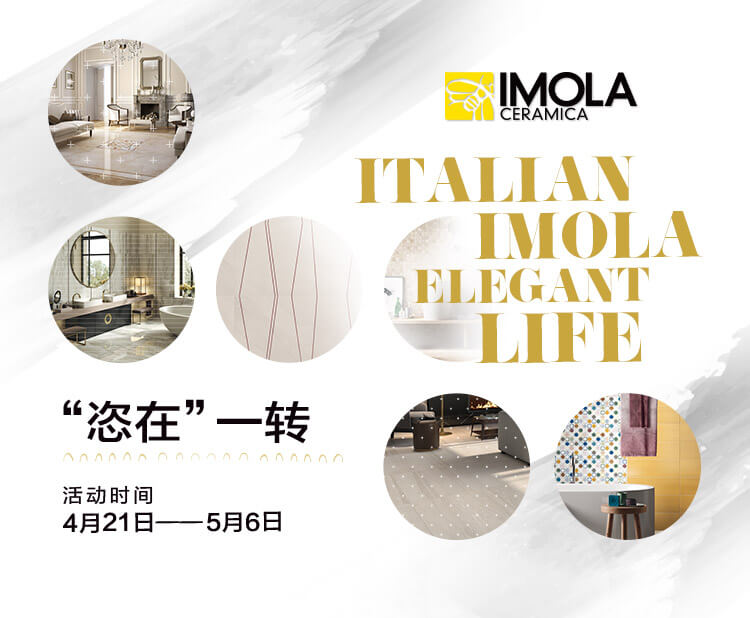 IMOLA
CERAMICA
ITALIAN
IMOLA
ELEGANT
LIFE
“恣在”一转
活动时间
4月21日——5月6日